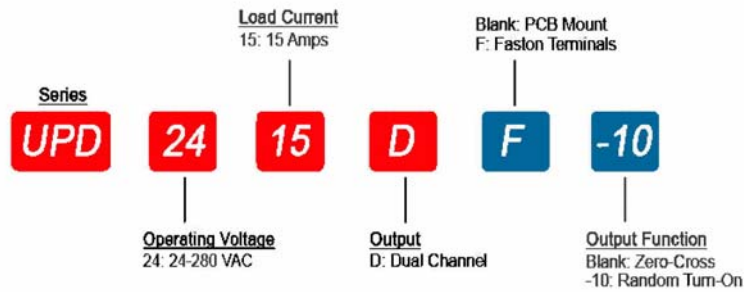 Load Current
15: 15 Amps
Blank: PCB Mount
F: Faston Terminals
Series
UPD 24 15 D F -10
Operating Voltage
24: 24-280 VAC
Output
D: Dual Channel
Output Function
Blank: Zero-Cross
-10: Random Turn-On